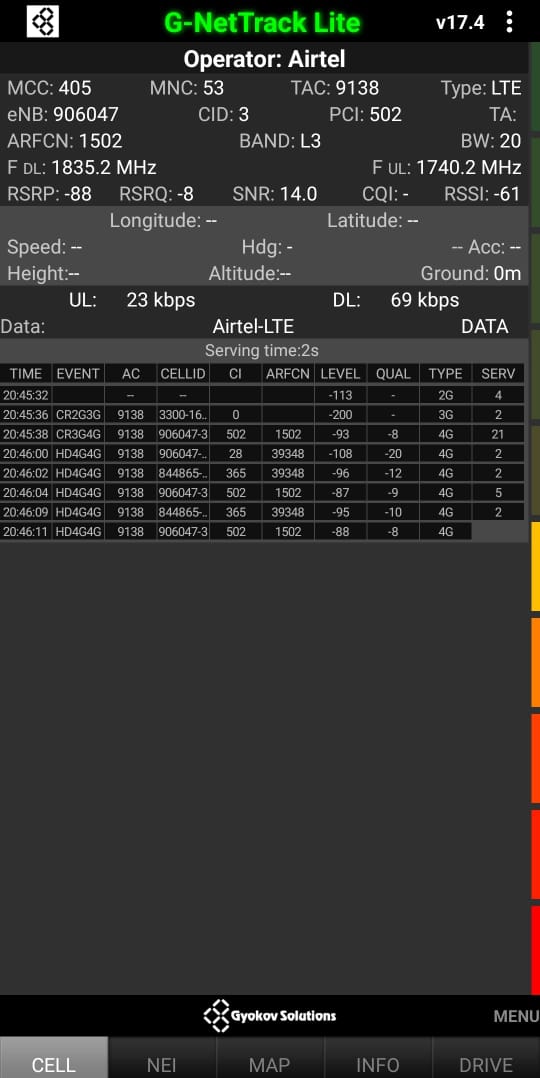 G-NetTrack Lite v17.4
Operator: Airtel
MCC: 405 MNC: 53 TAC: 9138 Type: LTE
eNB: 906047 CID: 3 PCI: 502 TA:
ARFCN: 1502 BAND: L3 BW: 20
F DL: 1835.2 MHz F UL: 1740.2 MHz
RSRP: -88 RSRQ: -8 SNR: 14.0 CQI: - RSSI: -61
Longitude: -- Latitude: --
Speed: -- Hdg: - -- Acc: --
Height:-- Altitude:-- Ground: 0m
UL: 23 kbps DL: 69 kbps
Data: Airtel-LTE DATA
Serving time:2s
TIME EVENT AC CELLID CI ARFCN LEVEL QUAL TYPE SERV
20:45:32 -- -- -113 - 2G 4
20:45:36 CR2G3G 9138 3300-16.. 0 -200 - 3G 2
20:45:38 CR3G4G 9138 906047-3 502 1502 -93 -8 4G 21
20:46:00 HD4G4G 9138 906047-.. 28 39348 -108 -20 4G 2
20:46:02 HD4G4G 9138 844865-.. 365 39348 -96 -12 4G 2
20:46:04 HD4G4G 9138 906047-3 502 1502 -87 -9 4G 5
20:46:09 HD4G4G 9138 844865-.. 365 39348 -95 -10 4G 2
20:46:11 HD4G4G 9138 906047-3 502 1502 -88 -8 4G
Gyokov Solutions MENU
CELL NEI MAP INFO DRIVE